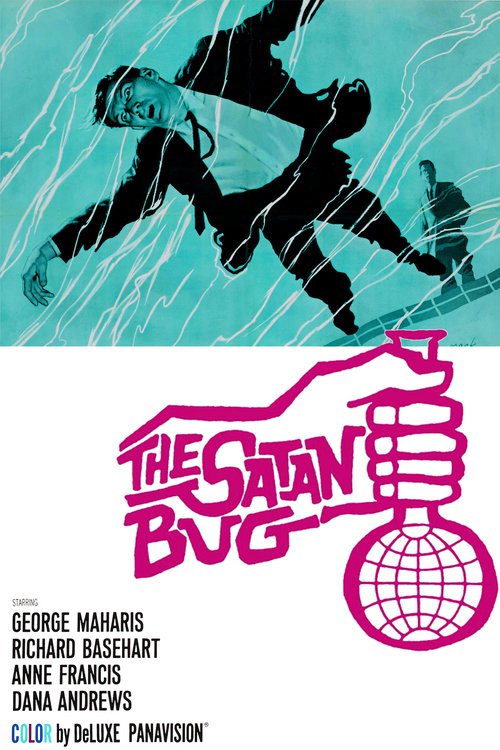 THE SATAN
BUG
STARRING
GEORGE MAHARIS
RICHARD BASEHART
ANNE FRANCIS
DANA ANDREWS
COLOR by DeLUXE PANAVISION®